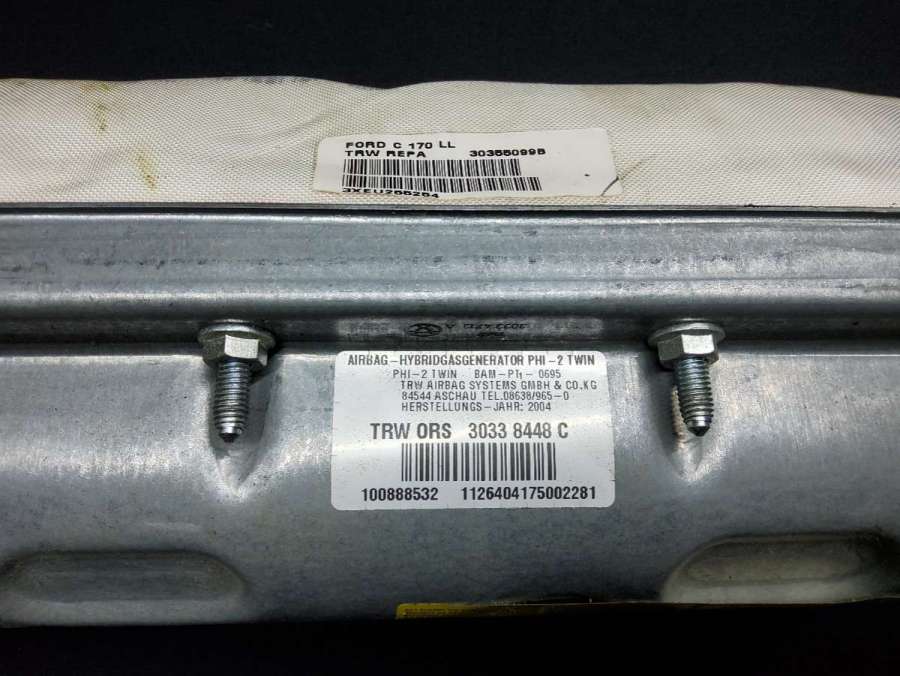 FORD C 170 LL
TRW REPA 30355099B
3XEU266264
AIRBAG-HYBRIDGASGENERATOR PHI-2 TWIN
PHI-2 TWIN BAM-PT1- 0695
TRW AIRBAG SYSTEMS GMBH & CO.KG
84544 ASCHAU TEL.08638/965-0
HERSTELLUNGS-JAHR: 2004
TRW ORS 3033 8448 C
100888532 1126404175002281